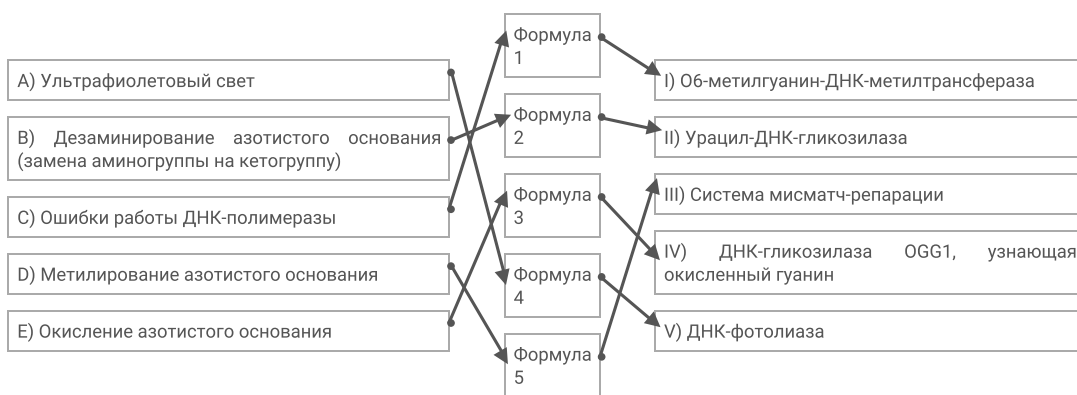 A) Ультрафиолетовый свет
B) Дезаминирование азотистого основания
(замена аминогруппы на кетогруппу)
C) Ошибки работы ДНК-полимеразы
D) Метилирование азотистого основания
E) Окисление азотистого основания
Формула
1
Формула
2
Формула
3
Формула
4
Формула
5
I) О6-метилгуанин-ДНК-метилтрансфераза
II) Урацил-ДНК-гликозилаза
III) Система мисматч-репарации
IV) ДНК-гликозилаза OGG1, узнающая
окисленный гуанин
V) ДНК-фотолиаза